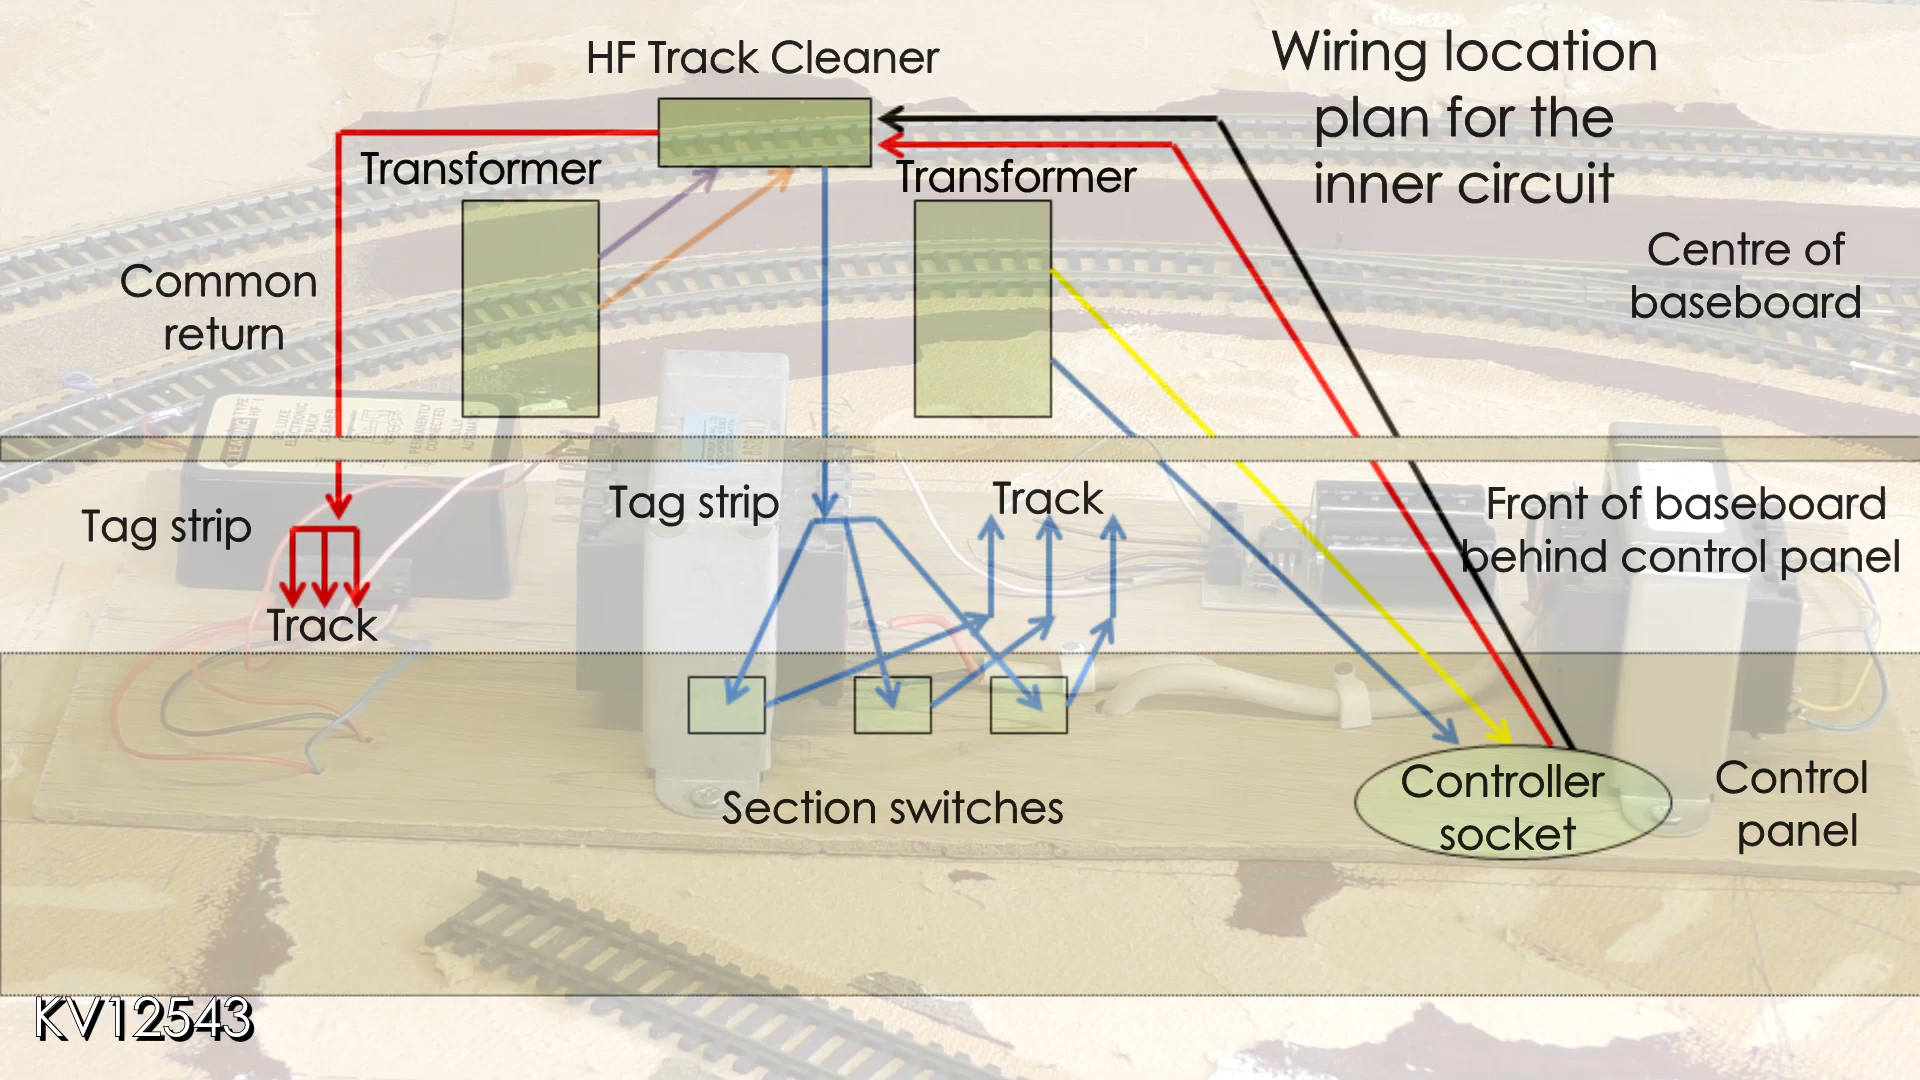 HF Track Cleaner
Wiring location
plan for the
inner circuit
Transformer
Transformer
Common
return
Centre of
baseboard
Tag strip
Tag strip
Track
Front of baseboard
behind control panel
Track
Section switches
Controller
socket
Control
panel
KV12543